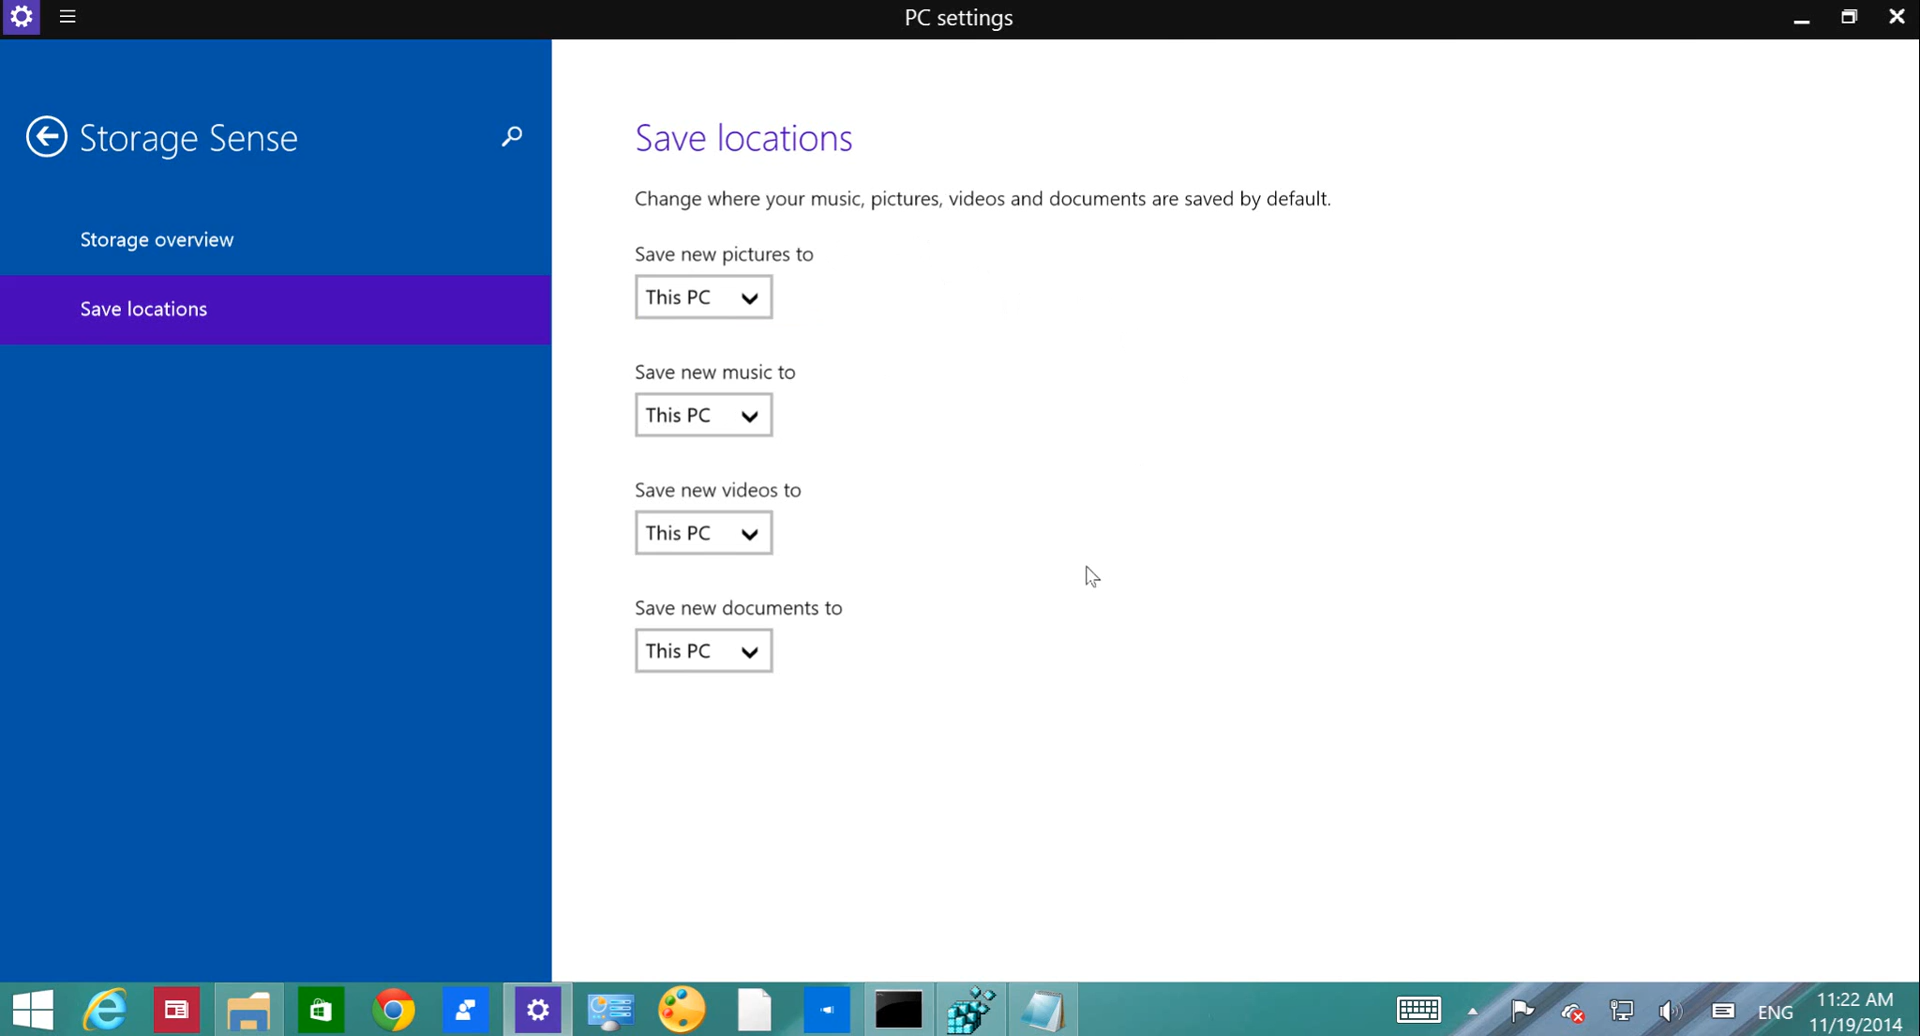 PC settings
Storage Sense
Storage overview
Save locations
Save locations
Change where your music, pictures, videos and documents are saved by default.
Save new pictures to
This PC
Save new music to
This PC
Save new videos to
This PC
Save new documents to
This PC
ENG
11:22 AM
11/19/2014